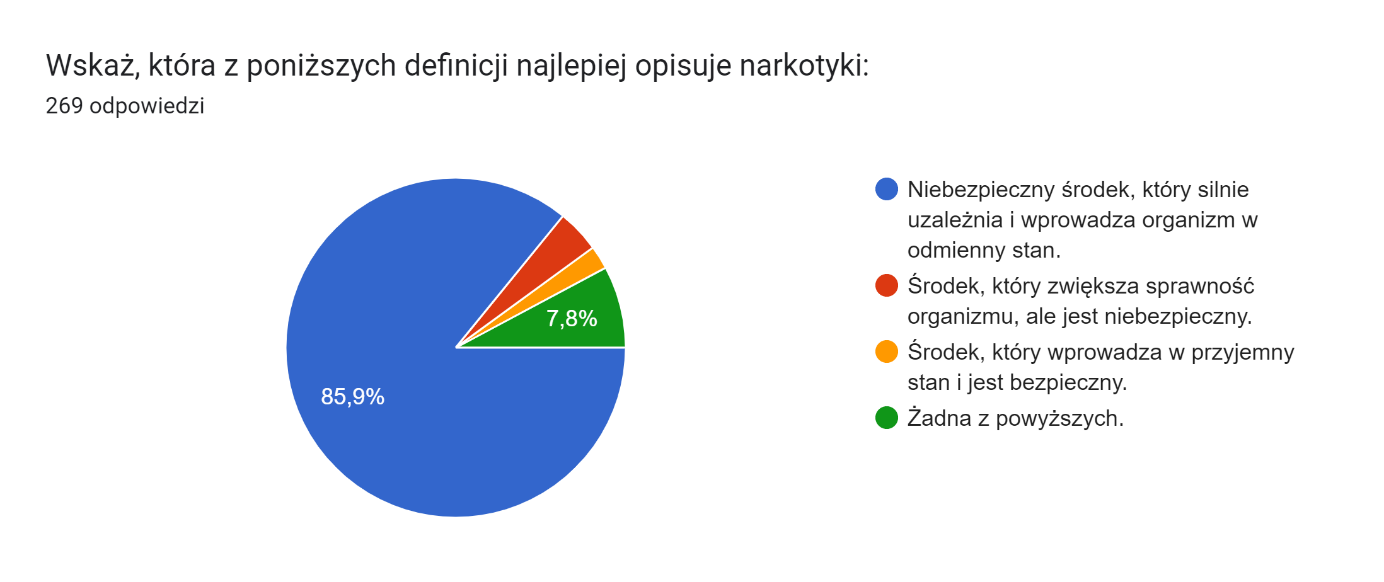 Wskaż, która z poniższych definicji najlepiej opisuje narkotyki:
269 odpowiedzi
Niebezpieczny środek, który silnie
uzależnia i wprowadza organizm w
odmienny stan.
Środek, który zwiększa sprawność
organizmu, ale jest niebezpieczny.
Środek, który wprowadza w przyjemny
stan i jest bezpieczny.
Żadna z powyższych.
7,8%
85,9%